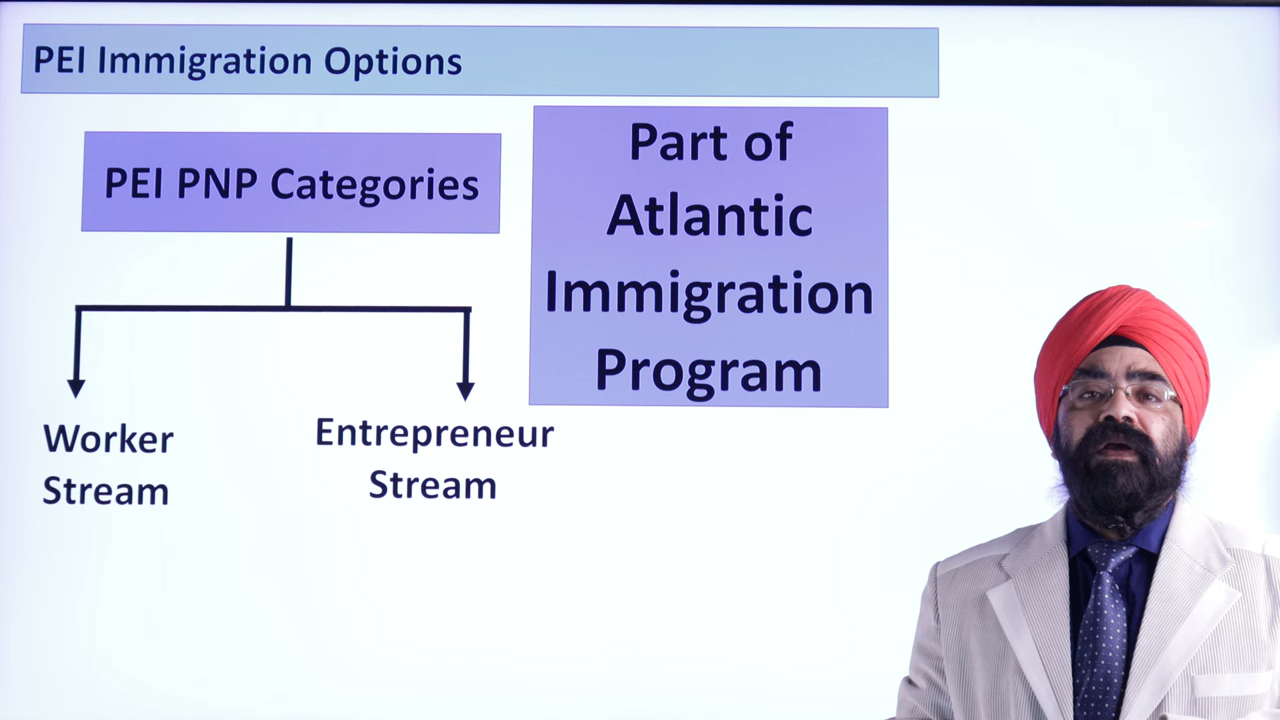 PEI Immigration Options
PEI PNP Categories
Part of
Atlantic
Immigration
Program
Worker
Stream
Entrepreneur
Stream